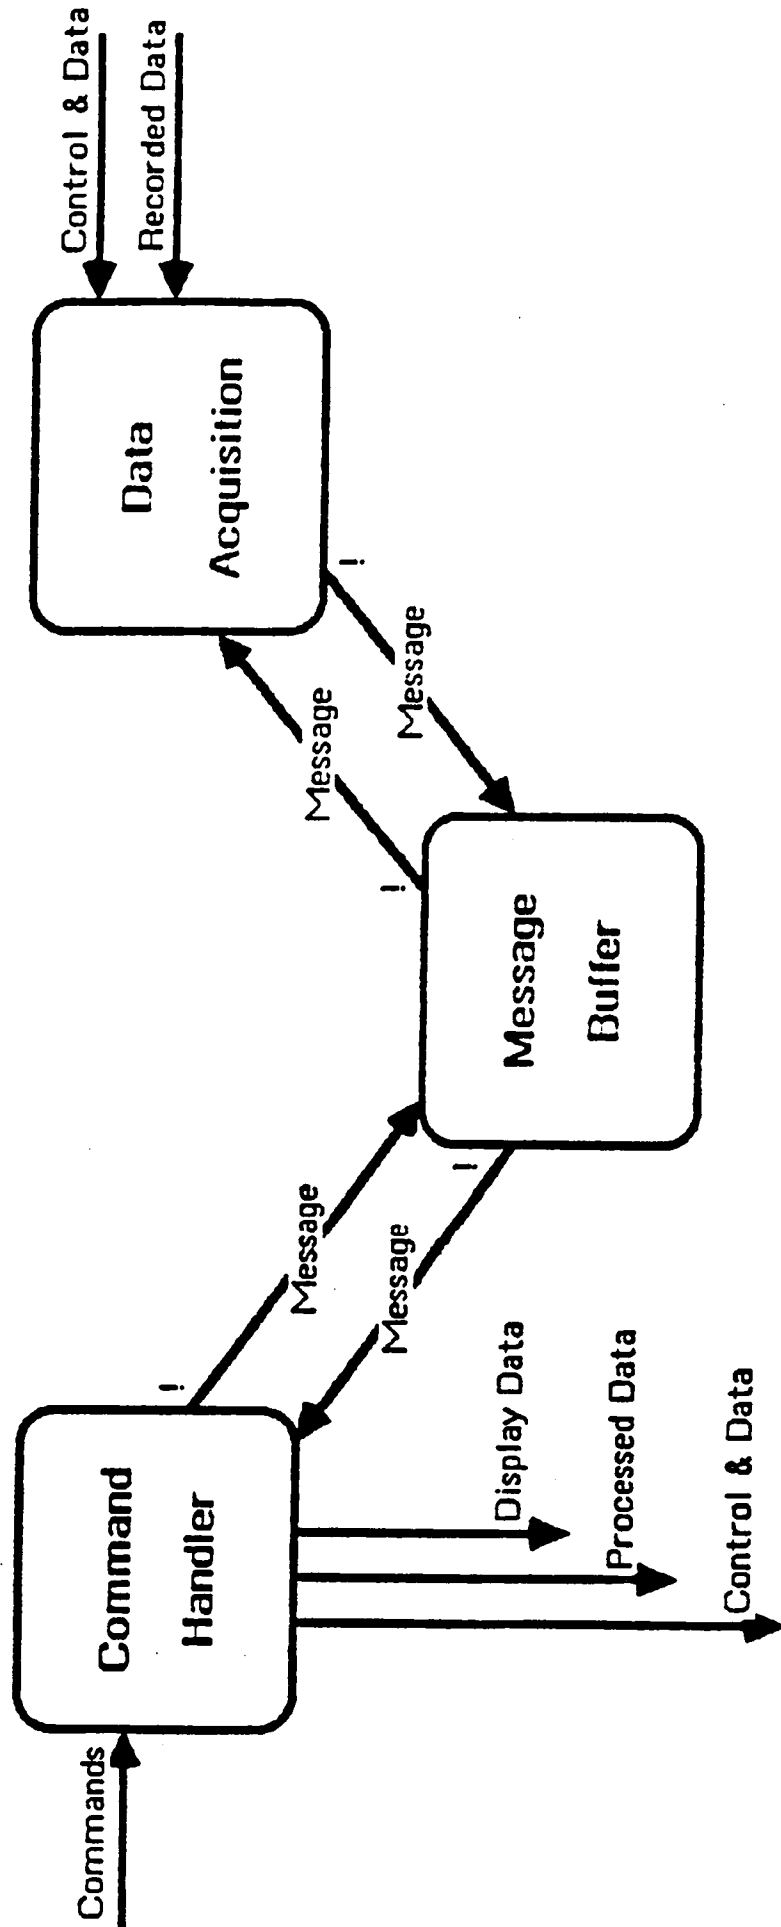 Commands
Command
Handler
!
Message
!
Message
Display Data
Processed Data
Control & Data
Message
Buffer
!
Message
!
Message
Data
Acquisition
Control & Data
Recorded Data